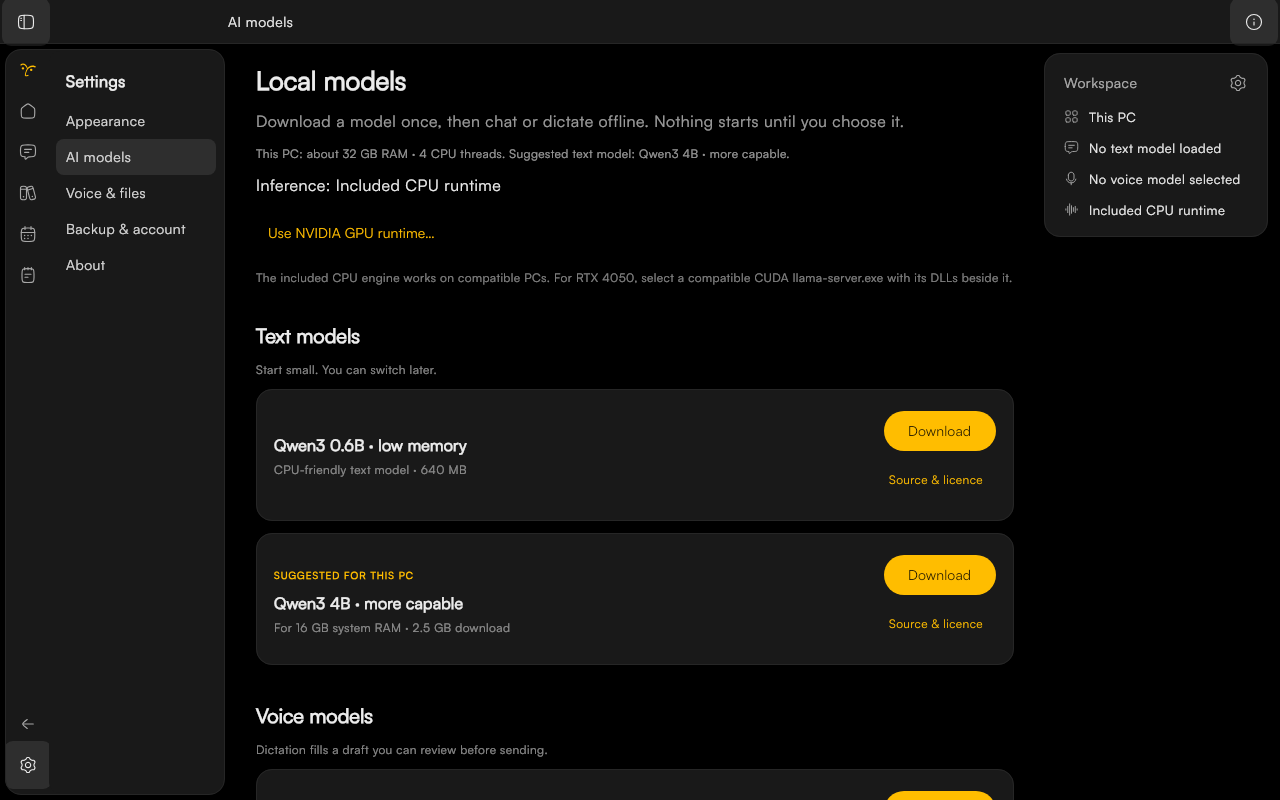 AI models
Settings
Appearance
AI models
Voice & files
Backup & account
About
Local models
Download a model once, then chat or dictate offline. Nothing starts until you choose it.
This PC: about 32 GB RAM · 4 CPU threads. Suggested text model: Qwen3 4B · more capable.
Inference: Included CPU runtime
Use NVIDIA GPU runtime…
The included CPU engine works on compatible PCs. For RTX 4050, select a compatible CUDA llama-server.exe with its DLLs beside it.
Text models
Start small. You can switch later.
Qwen3 0.6B · low memory
CPU-friendly text model · 640 MB
Download
Source & licence
SUGGESTED FOR THIS PC
Qwen3 4B · more capable
For 16 GB system RAM · 2.5 GB download
Download
Source & licence
Voice models
Dictation fills a draft you can review before sending.
Workspace
This PC
No text model loaded
No voice model selected
Included CPU runtime